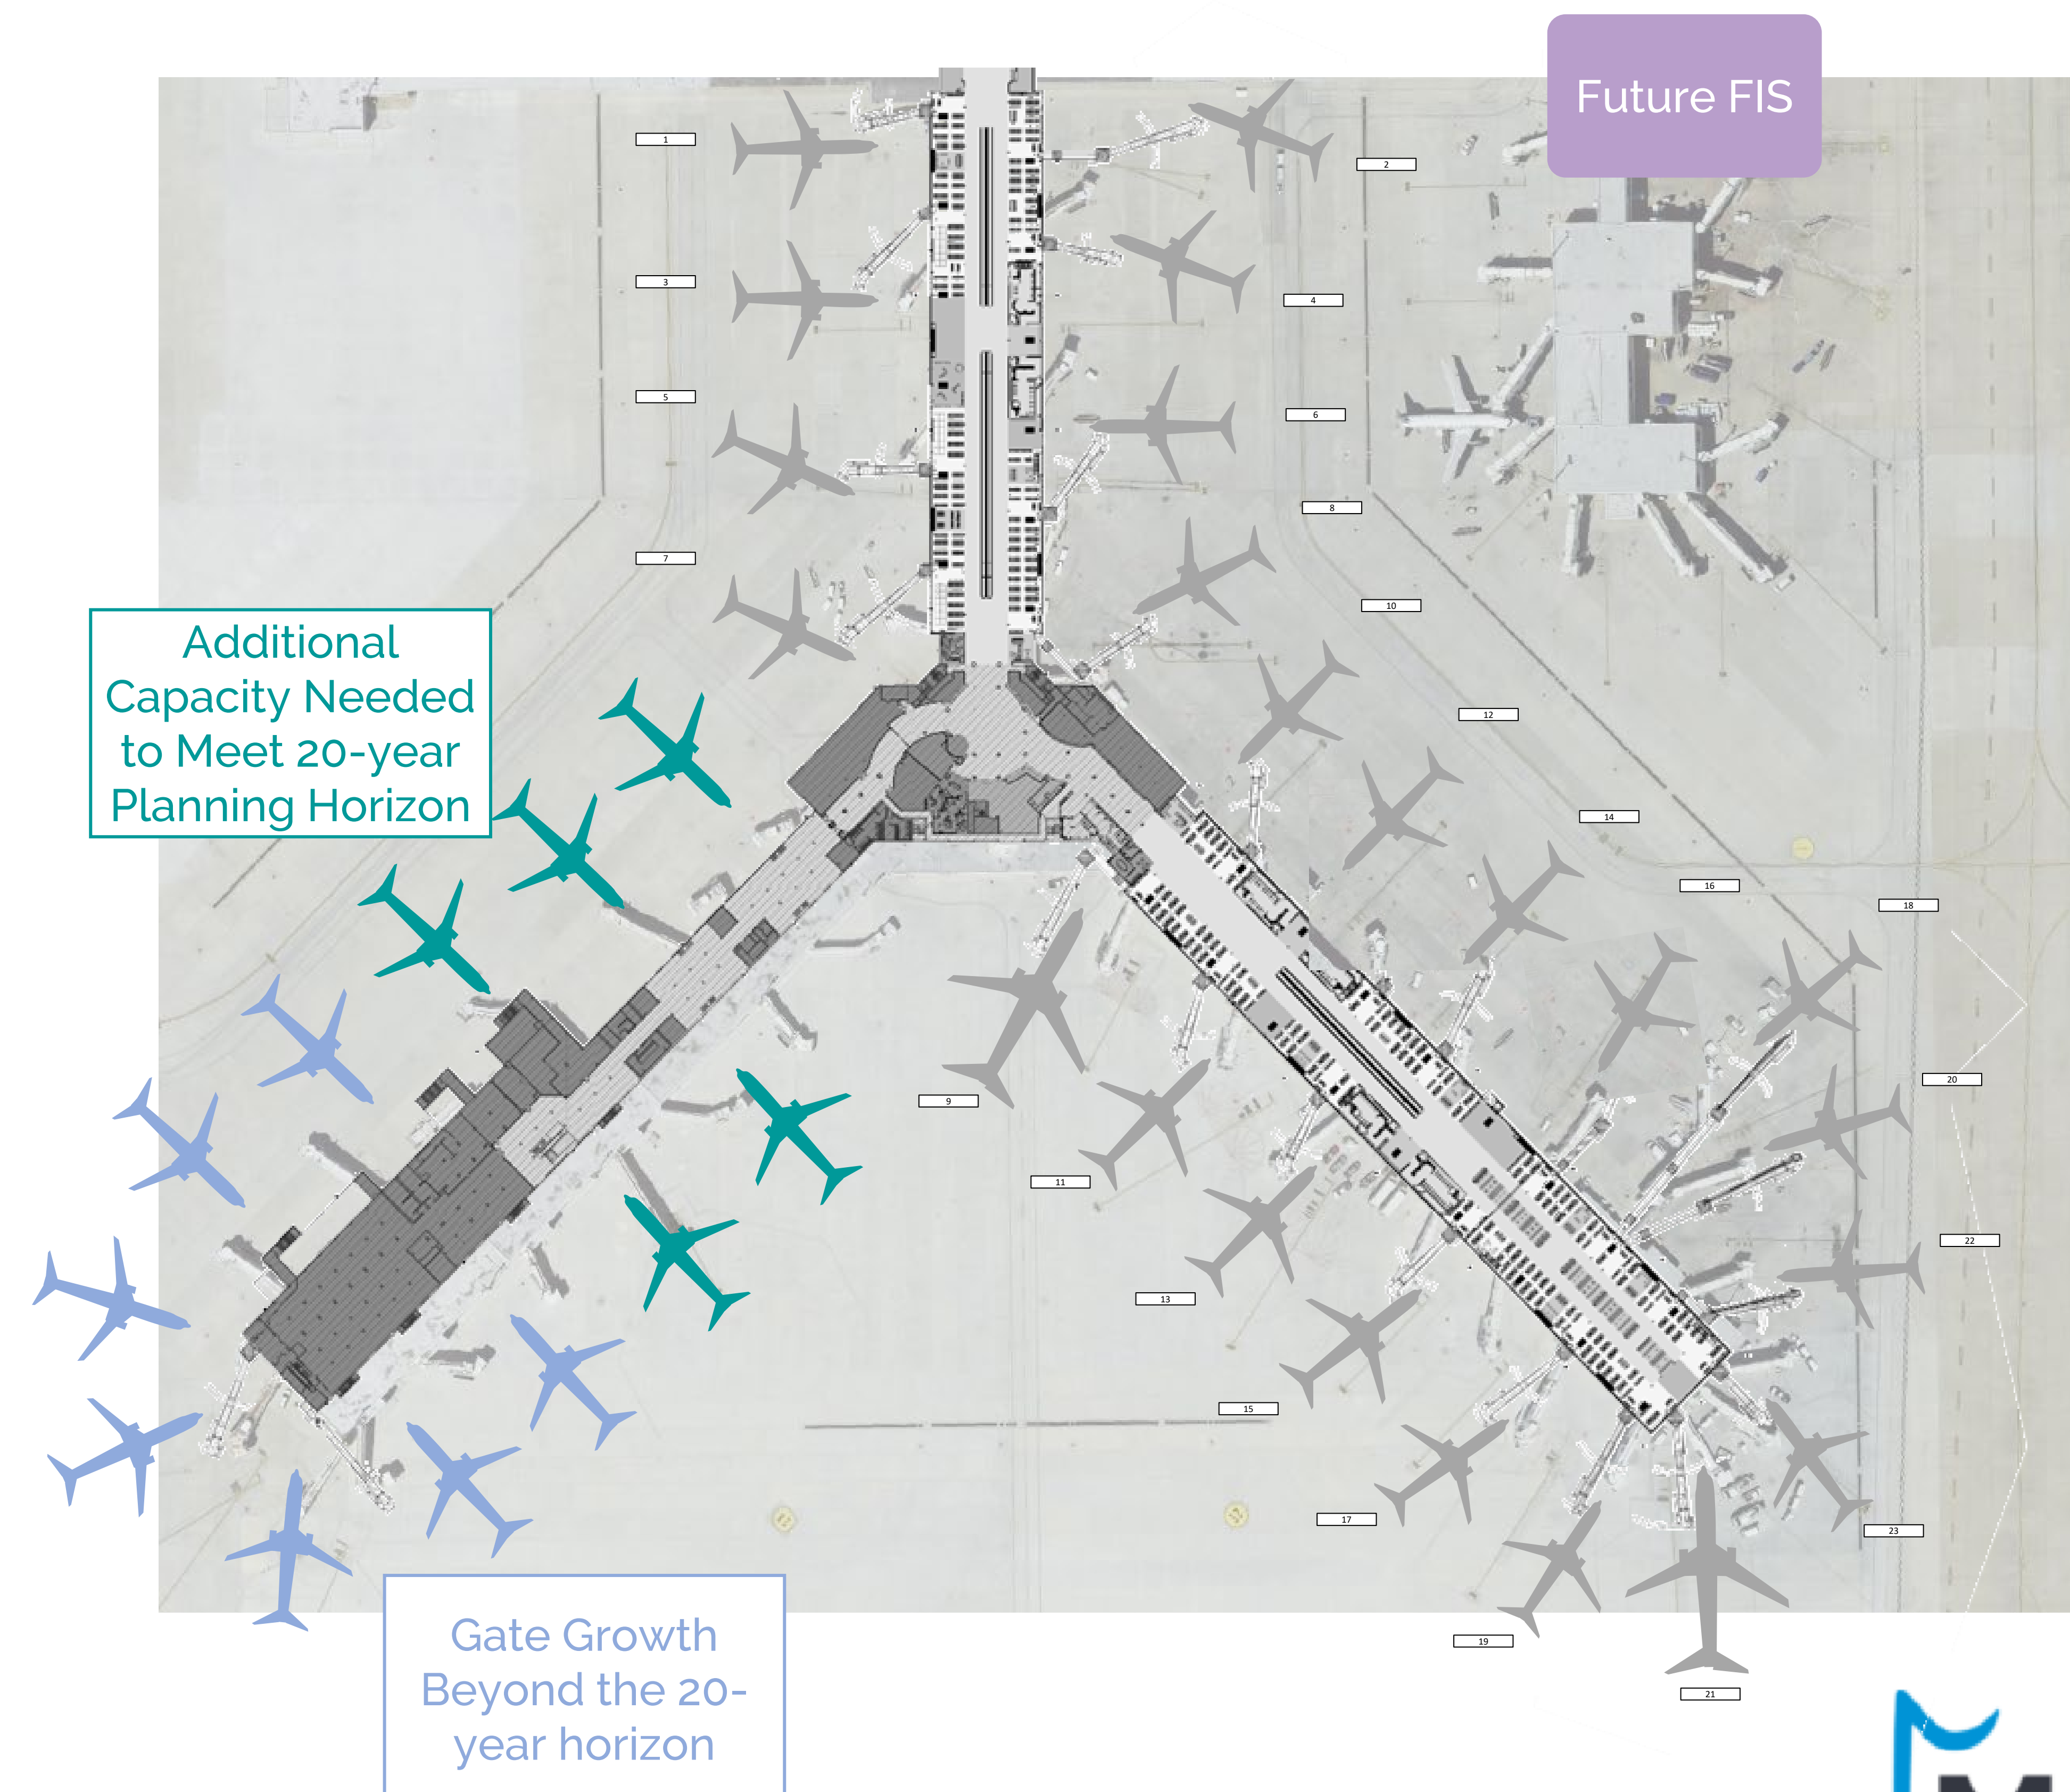 Future FIS
1
2
3
4
5
6
7
8
10
Additional
Capacity Needed
to Meet 20-year
Planning Horizon
12
14
16
18
9
20
11
22
13
15
17
23
19
21
Gate Growth
Beyond the 20-
year horizon
M